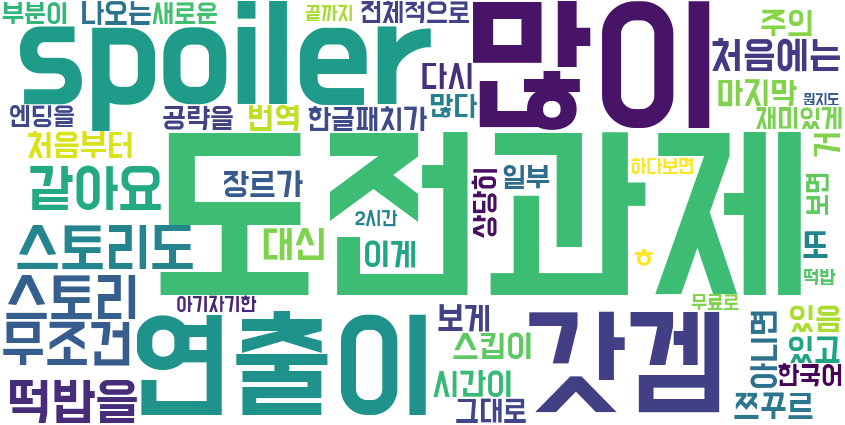 부분이 나오는 새로운 끝까지 전체적으로 주의
spoiler 많이 처음에는
다시 마지막 뭔지도
엔딩을 공략을 번역 한글패치가 많다 재미있게
처음부터 도전과제 하다보면 거
같아요 장르가 상당히 일부 보면
스토리도 2시간 대신 이게 ㅎ 또
스토리 아기자기한 무료로 떡밥
무조건 연출이 보게 갓겜 아니면 있음
스킵이 있고
떡밥을 시간이 한국어
그대로 쯔꾸르